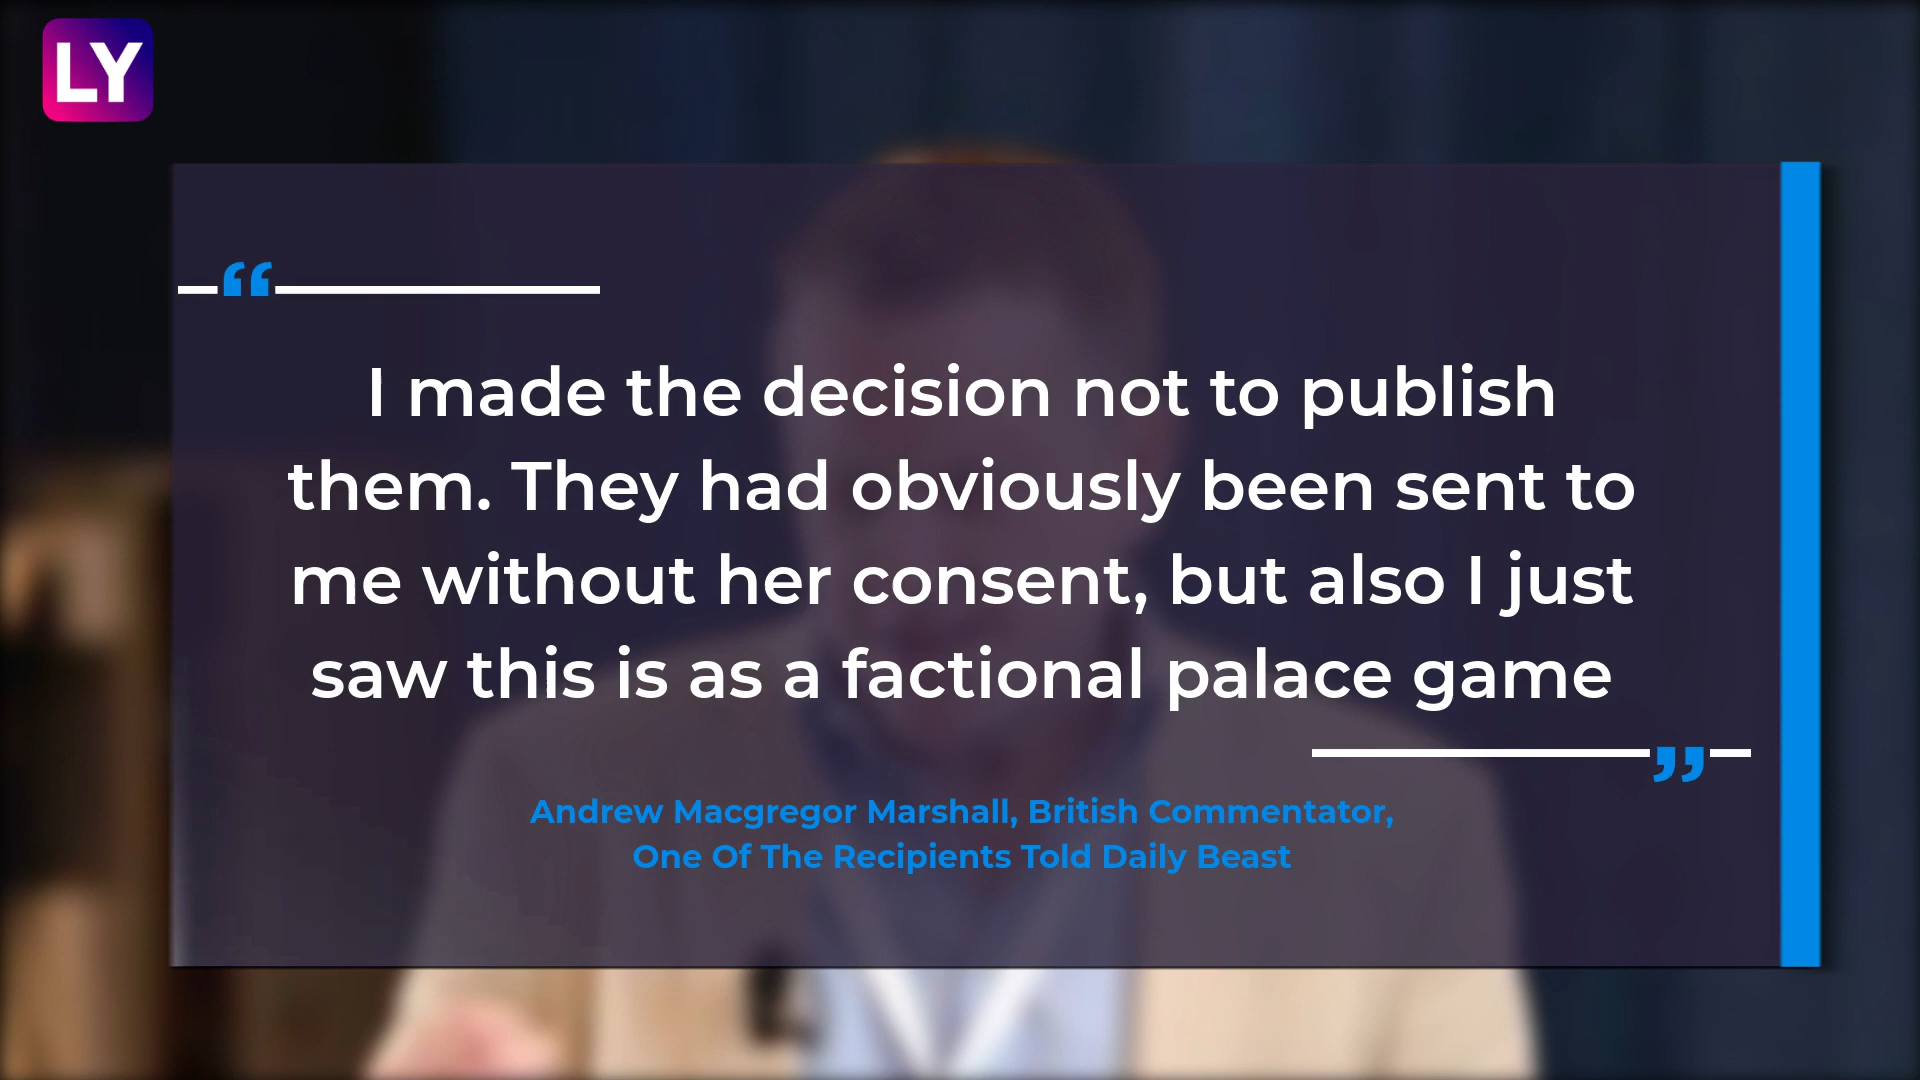 LY
“
I made the decision not to publish
them. They had obviously been sent to
me without her consent, but also I just
saw this is as a factional palace game
”
Andrew Macgregor Marshall, British Commentator,
One Of The Recipients Told Daily Beast